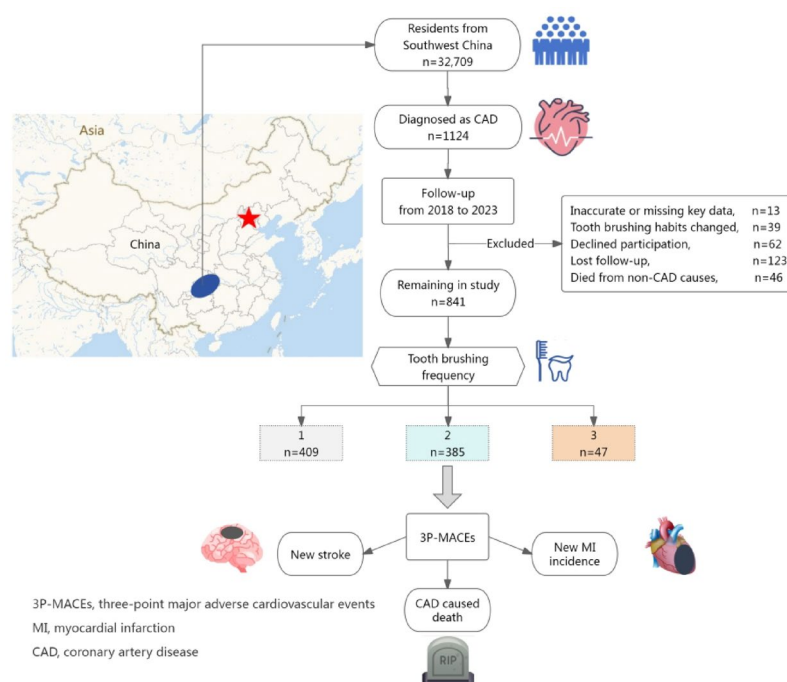 Residents from
Southwest China
n=32,709
Asia
China
Diagnosed as CAD
n=1124
Follow-up
from 2018 to 2023
Excluded
Inaccurate or missing key data, n=13
Tooth brushing habits changed, n=39
Declined participation, n=62
Lost follow-up, n=123
Died from non-CAD causes, n=46
Remaining in study
n=841
Tooth brushing
frequency
1
n=409
2
n=385
3
n=47
3P-MACEs
New stroke
New MI
incidence
CAD caused
death
RIP
3P-MACEs, three-point major adverse cardiovascular events
MI, myocardial infarction
CAD, coronary artery disease